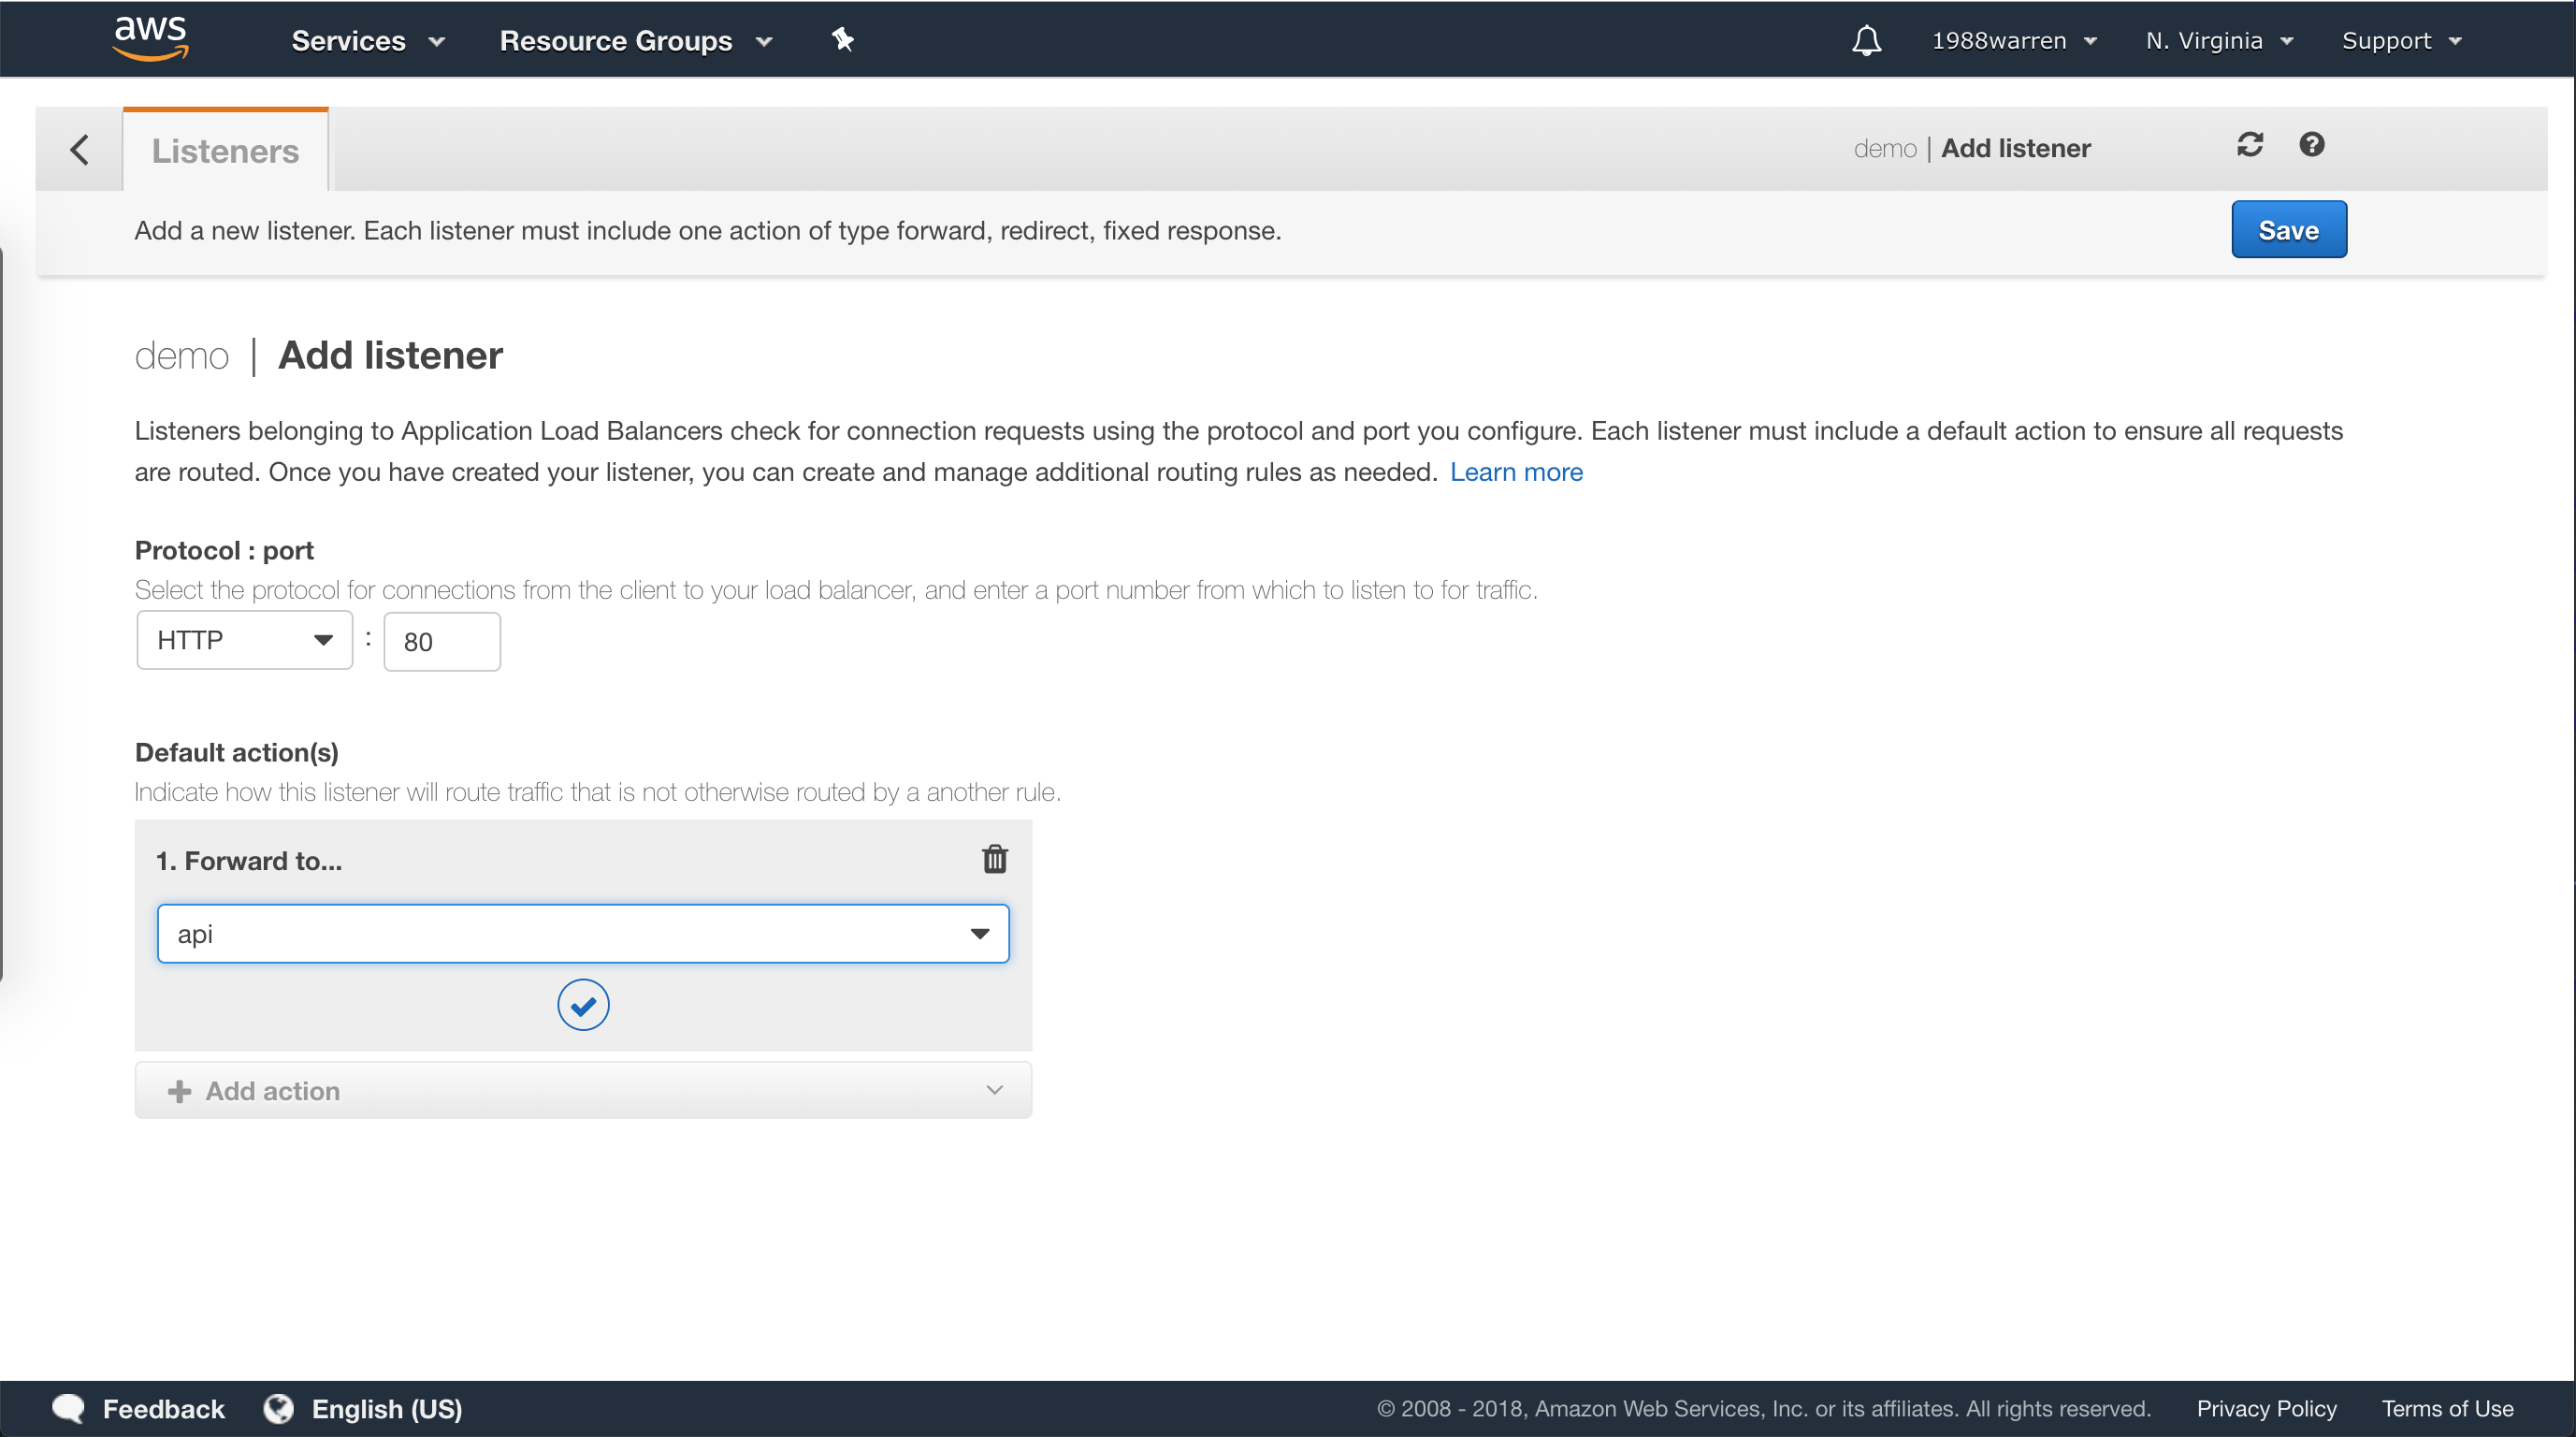 aws Services Resource Groups 1988warren N. Virginia Support
Listeners demo | Add listener
Add a new listener. Each listener must include one action of type forward, redirect, fixed response. Save
demo | Add listener
Listeners belonging to Application Load Balancers check for connection requests using the protocol and port you configure. Each listener must include a default action to ensure all requests
are routed. Once you have created your listener, you can create and manage additional routing rules as needed. Learn more
Protocol : port
Select the protocol for connections from the client to your load balancer, and enter a port number from which to listen to for traffic.
HTTP : 80
Default action(s)
Indicate how this listener will route traffic that is not otherwise routed by a another rule.
1. Forward to...
api
Add action
Feedback English (US) © 2008 - 2018, Amazon Web Services, Inc. or its affiliates. All rights reserved. Privacy Policy Terms of Use